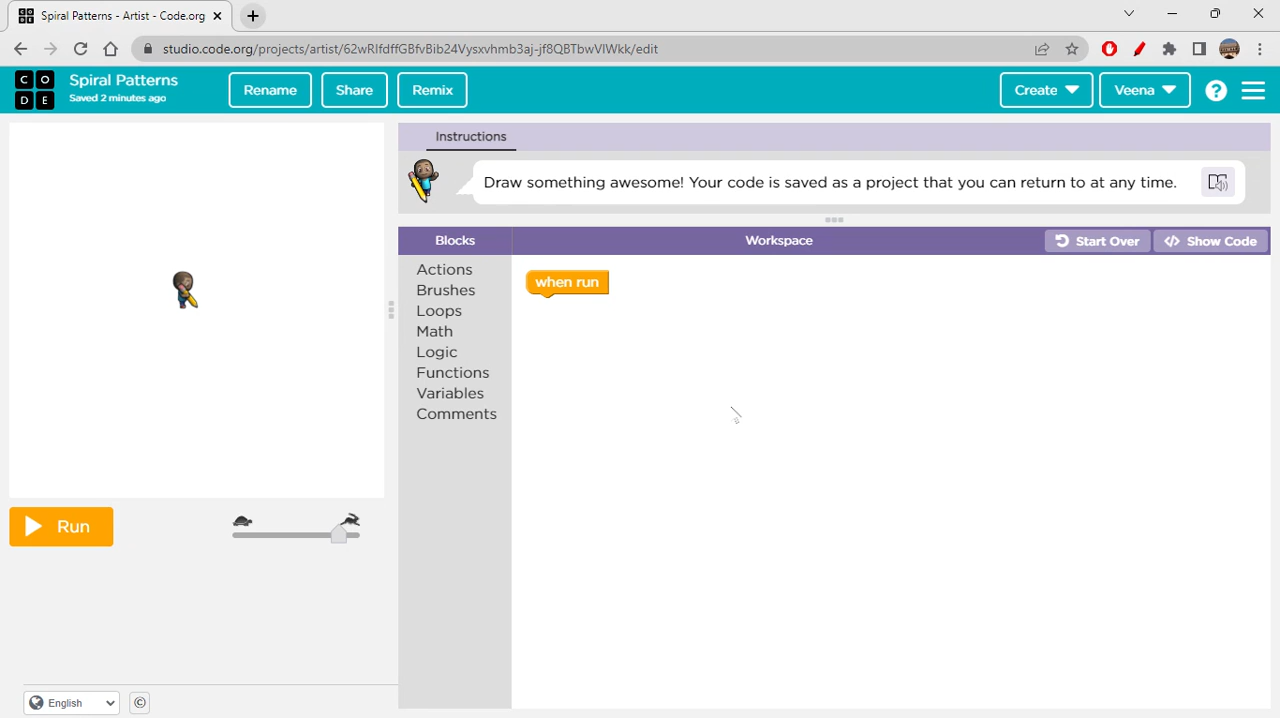 Spiral Patterns - Artist - Code.org
studio.code.org/projects/artist/62wRIfdffGBfvBib24Vysxvhmb3aj-jf8QBTbwVlWkk/edit
C O
D E
Spiral Patterns
Saved 2 minutes ago
Rename Share Remix Create Veena ?
Instructions
Draw something awesome! Your code is saved as a project that you can return to at any time.
Blocks Workspace Start Over </> Show Code
when run
Actions
Brushes
Loops
Math
Logic
Functions
Variables
Comments
Run
English ©